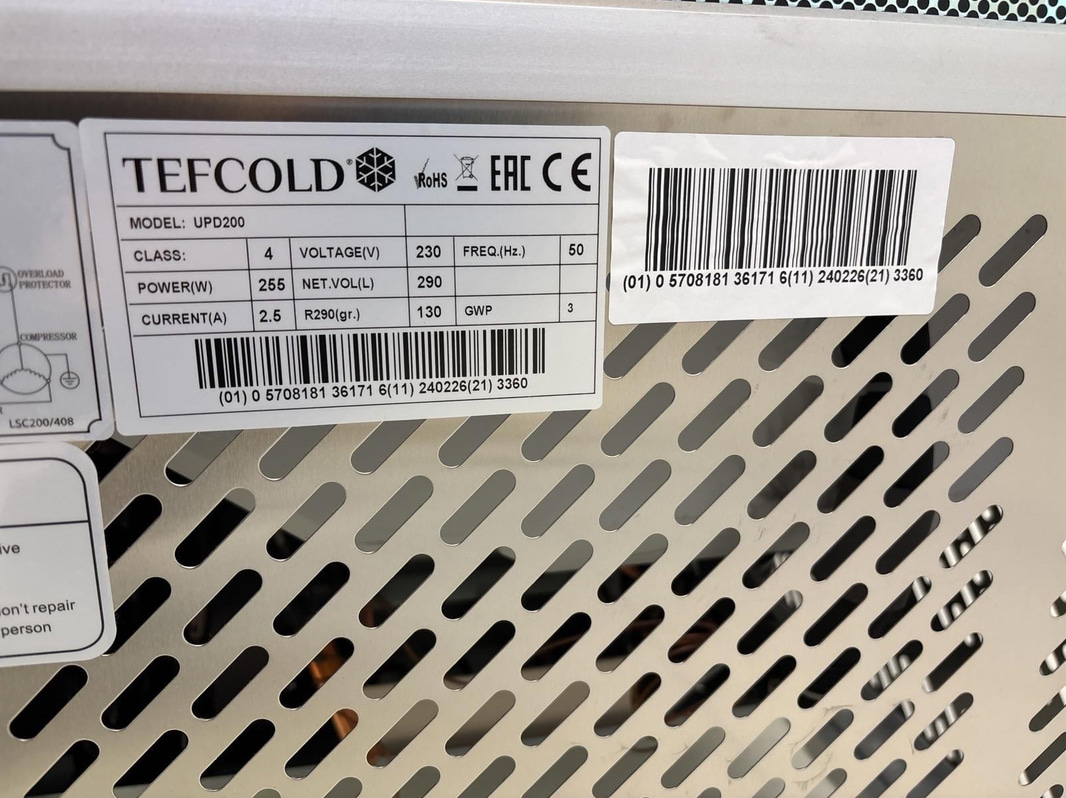 TEFCOLD® RoHS EAC CE
MODEL: UPD200
CLASS: 4 VOLTAGE(V) 230 FREQ.(Hz.) 50
POWER(W) 255 NET.VOL(L) 290
CURRENT(A) 2.5 R290(gr.) 130 GWP 3
(01) 0 5708181 36171 6(11) 240226(21) 3360
(01) 0 5708181 36171 6(11) 240226(21) 3360
OVERLOAD
PROTECTOR
COMPRESSOR
LSC200/408
on't repair
person